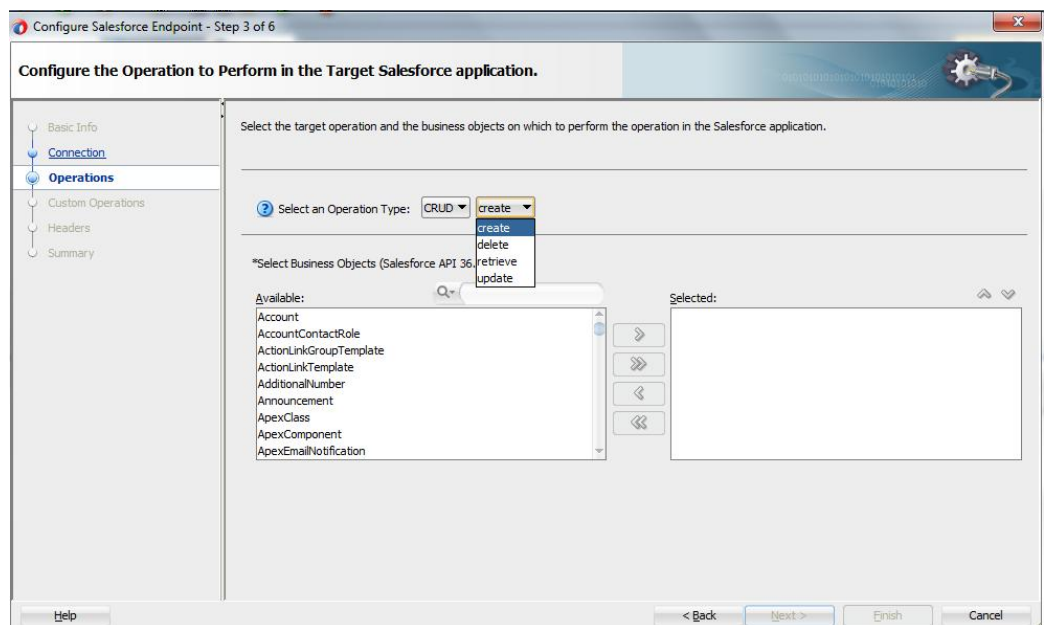 Configure Salesforce Endpoint - Step 3 of 6
Configure the Operation to Perform in the Target Salesforce application.
Basic Info
Connection
Operations
Custom Operations
Headers
Summary
Select the target operation and the business objects on which to perform the operation in the Salesforce application.
Select an Operation Type: CRUD create
create
delete
retrieve
update
*Select Business Objects (Salesforce API 36.
Available:
Selected:
Account
AccountContactRole
ActionLinkGroupTemplate
ActionLinkTemplate
AdditionalNumber
Announcement
ApexClass
ApexComponent
ApexEmailNotification
Help
< Back
Next >
Finish
Cancel